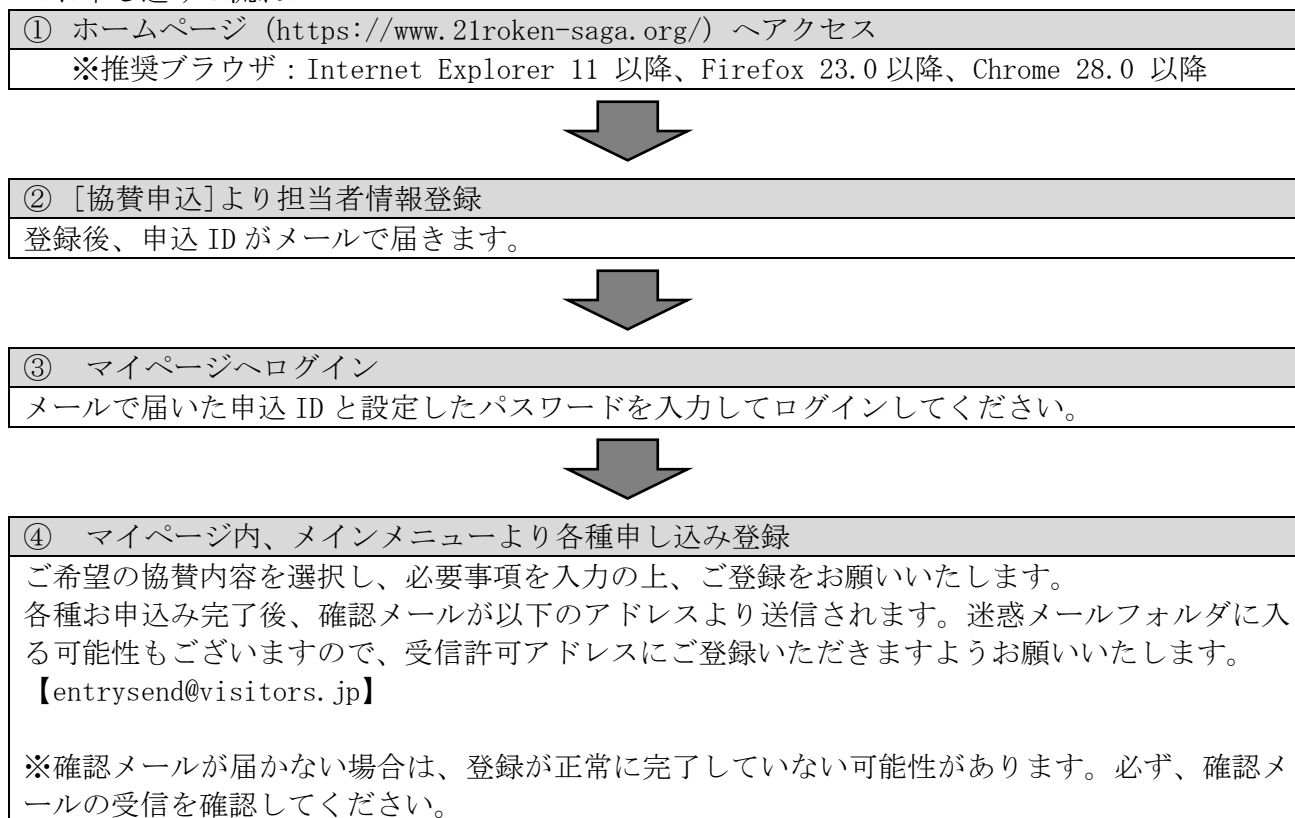 ① ホームページ (https://www.21roken-saga.org/) へアクセス
※推奨ブラウザ：Internet Explorer 11 以降、Firefox 23.0以降、Chrome 28.0 以降
② [協賛申込]より担当者情報登録
登録後、申込 ID がメールで届きます。
③ マイページへログイン
メールで届いた申込 ID と設定したパスワードを入力してログインしてください。
④ マイページ内、メインメニューより各種申し込み登録
ご希望の協賛内容を選択し、必要事項を入力の上、ご登録をお願いいたします。
各種お申込み完了後、確認メールが以下のアドレスより送信されます。迷惑メールフォルダに入
る可能性もございますので、受信許可アドレスにご登録いただきますようお願いいたします。
【entrysend@visitors.jp】
※確認メールが届かない場合は、登録が正常に完了していない可能性があります。必ず、確認メ
ールの受信を確認してください。